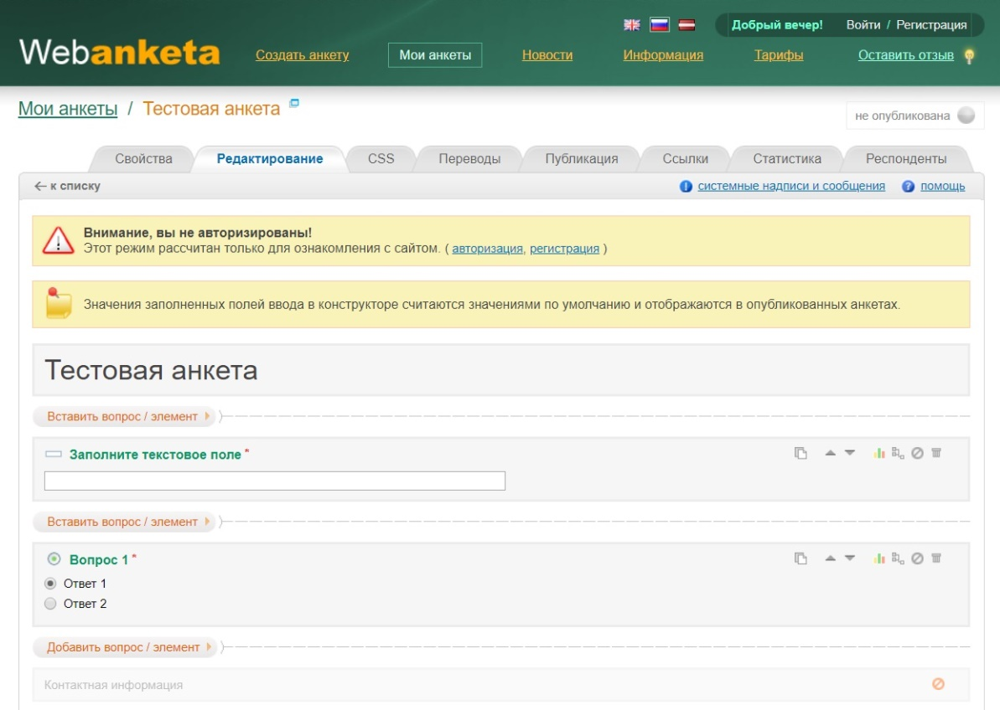 Добрый вечер! Войти / Регистрация
Webanketa Создать анкету Мои анкеты Новости Информация Тарифы Оставить отзыв
Мои анкеты / Тестовая анкета
не опубликована
Свойства Редактирование CSS Переводы Публикация Ссылки Статистика Респонденты
← к списку системные надписи и сообщения помощь
Внимание, вы не авторизированы!
Этот режим рассчитан только для ознакомления с сайтом. ( авторизация, регистрация )
Значения заполненных полей ввода в конструкторе считаются значениями по умолчанию и отображаются в опубликованных анкетах.
Тестовая анкета
Вставить вопрос / элемент
Заполните текстовое поле *
Вставить вопрос / элемент
Вопрос 1 *
Ответ 1
Ответ 2
Добавить вопрос / элемент
Контактная информация